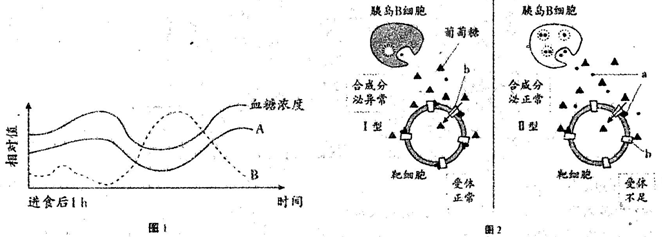 相对值
血糖浓度
A
B
进食后1h
时间
图1
胰岛B细胞
葡萄糖
b
合成分
泌异常
Ⅰ型
靶细胞
受体
正常
胰岛B细胞
合成分
泌正常
a
Ⅱ型
b
靶细胞
受体
不足
图2